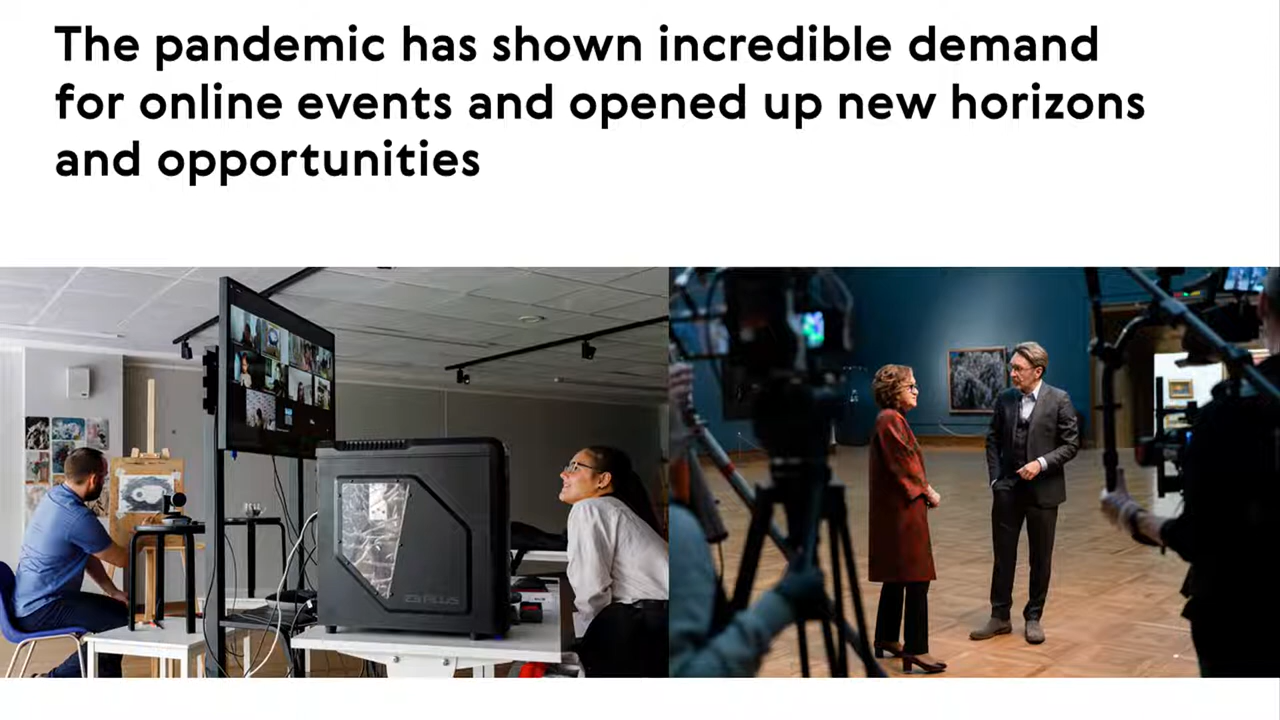 The pandemic has shown incredible demand
for online events and opened up new horizons
and opportunities